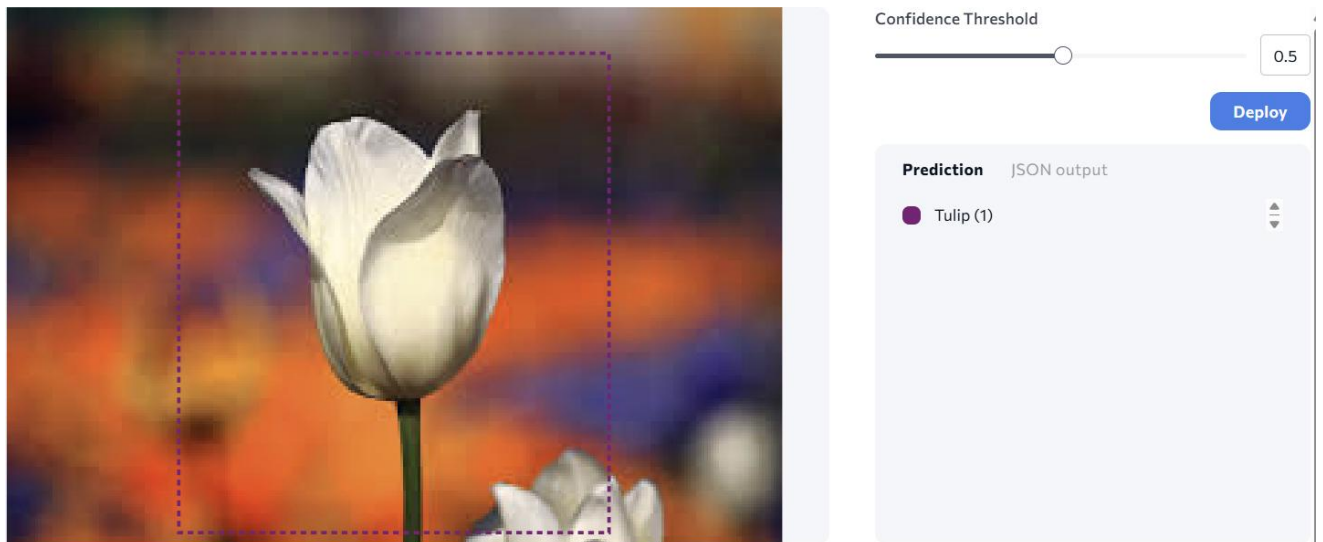 Confidence Threshold
0.5
Deploy
Prediction JSON output
Tulip (1)